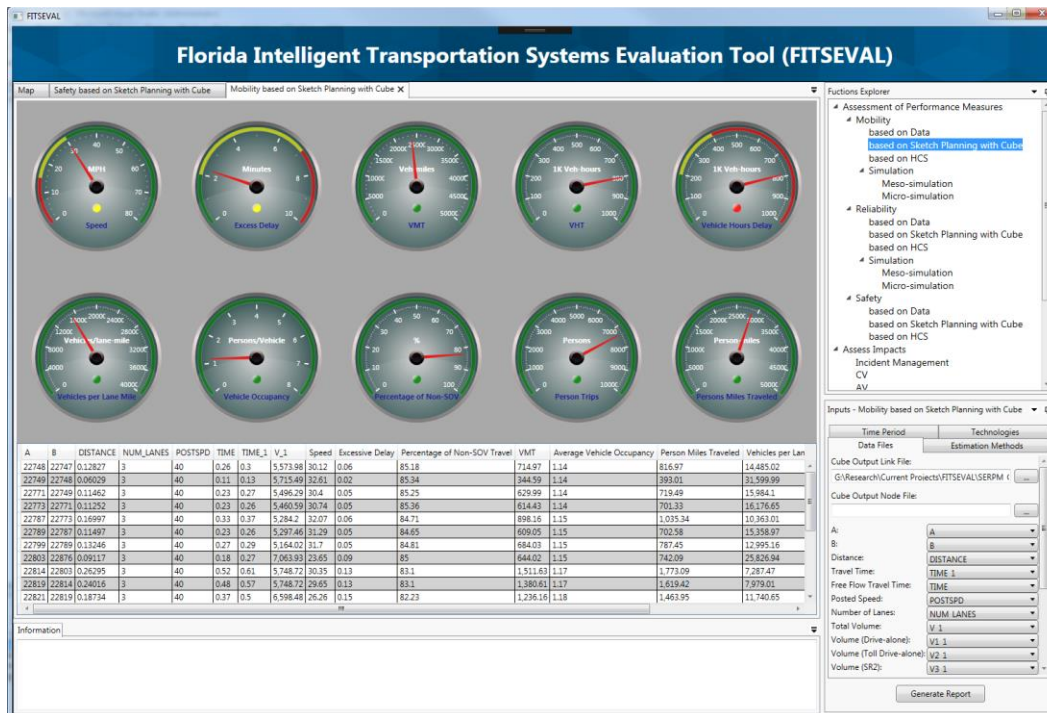 FITSEVAL
Florida Intelligent Transportation Systems Evaluation Tool (FITSEVAL)
Map Safety based on Sketch Planning with Cube Mobility based on Sketch Planning with Cube
MPH
Speed
Minutes
Excess Delay
Veh-miles
VMT
1K Veh-hours
VHT
1K Veh-hours
Vehicle Hours Delay
Vehicles/lane-mile
Vehicles per Lane Mile
Persons/Vehicle
Vehicle Occupancy
%
Percentage of Non-SOV
Persons
Person Trips
Person-miles
Persons Miles Traveled
A B DISTANCE NUM_LANES POSTSPD TIME TIME_1 V_1 Speed Excessive Delay Percentage of Non-SOV Travel VMT Average Vehicle Occupancy Person Miles Traveled Vehicles per Lan
22748 22747 0.12827 3 40 0.26 0.3 5,573.98 30.12 0.06 85.18 714.97 1.14 816.97 14,485.02
22749 22748 0.06029 3 40 0.11 0.13 5,715.49 32.61 0.02 85.34 344.59 1.14 393.01 31,599.99
22771 22749 0.11462 3 40 0.23 0.27 5,496.29 30.4 0.05 85.25 629.99 1.14 719.49 15,984.1
22773 22771 0.11252 3 40 0.23 0.26 5,460.59 30.74 0.05 85.36 614.43 1.14 701.33 16,176.65
22787 22773 0.16997 3 40 0.33 0.37 5,284.2 32.07 0.06 84.71 898.16 1.15 1,035.34 10,363.01
22789 22787 0.11497 3 40 0.23 0.26 5,297.46 31.29 0.05 84.65 609.05 1.15 702.58 15,358.97
22799 22789 0.13246 3 40 0.27 0.29 5,164.02 31.7 0.05 84.81 684.03 1.15 787.45 12,995.16
22803 22876 0.09117 3 40 0.18 0.27 7,063.93 23.65 0.09 85 644.02 1.15 742.09 25,826.94
22814 22803 0.26295 3 40 0.52 0.61 5,748.72 30.35 0.13 83.1 1,511.63 1.17 1,773.09 7,287.47
22819 22814 0.24016 3 40 0.48 0.57 5,748.72 29.65 0.13 83.1 1,380.61 1.17 1,619.42 7,979.01
22821 22819 0.18734 3 40 0.37 0.5 6,598.48 26.26 0.15 82.23 1,236.16 1.18 1,463.95 11,740.65
Information
Fuctions Explorer
Assessment of Performance Measures
Mobility
based on Data
based on Sketch Planning with Cube
based on HCS
Simulation
Meso-simulation
Micro-simulation
Reliability
based on Data
based on Sketch Planning with Cube
based on HCS
Simulation
Meso-simulation
Micro-simulation
Safety
based on Data
based on Sketch Planning with Cube
based on HCS
Assess Impacts
Incident Management
CV
AV
Inputs - Mobility based on Sketch Planning with Cube
Time Period Technologies
Data Files Estimation Methods
Cube Output Link File:
G:\Research\Current Projects\FITSEVAL\SERPM ...
Cube Output Node File:
...
A: A
B: B
Distance: DISTANCE
Travel Time: TIME 1
Free Flow Travel Time: TIME
Posted Speed: POSTSPD
Number of Lanes: NUM LANES
Total Volume: V 1
Volume (Drive-alone): V1 1
Volume (Toll Drive-alone): V2 1
Volume (SR2): V3 1
Generate Report